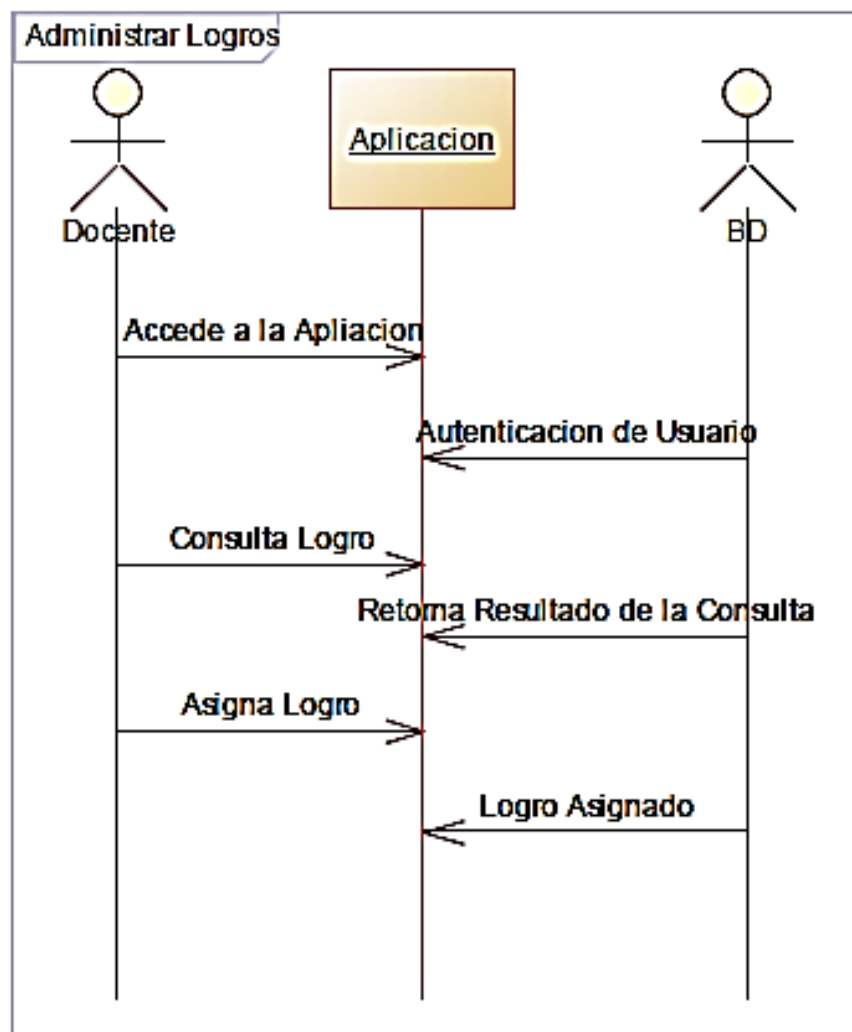 Administrar Logros
Aplicacion
Docente
BD
Accede a la Apliacion
Autenticacion de Usuario
Consulta Logro
Retorna Resultado de la Consulta
Asigna Logro
Logro Asignado